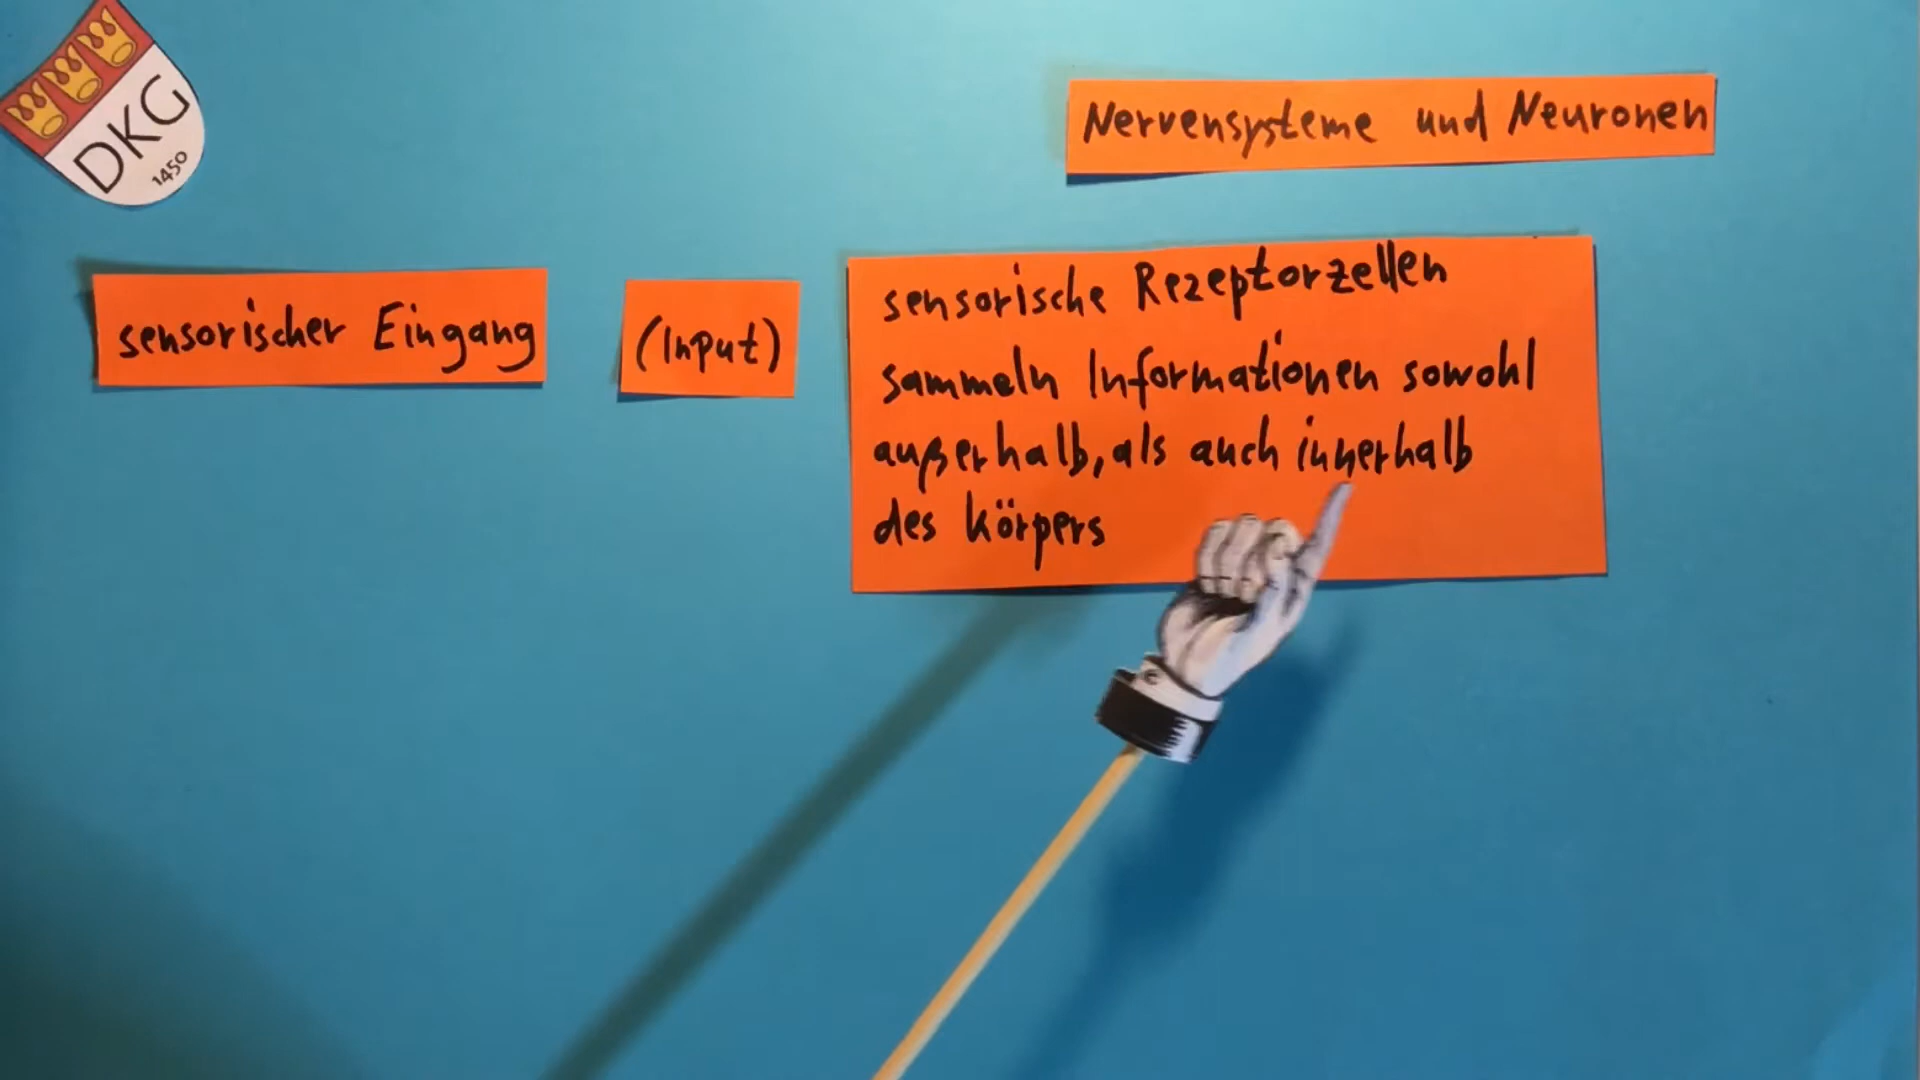 DKG
1450
Nervensysteme und Neuronen
sensorischer Eingang
(Input)
sensorische Rezeptorzellen
sammeln Informationen sowohl
außerhalb, als auch innerhalb
des Körpers